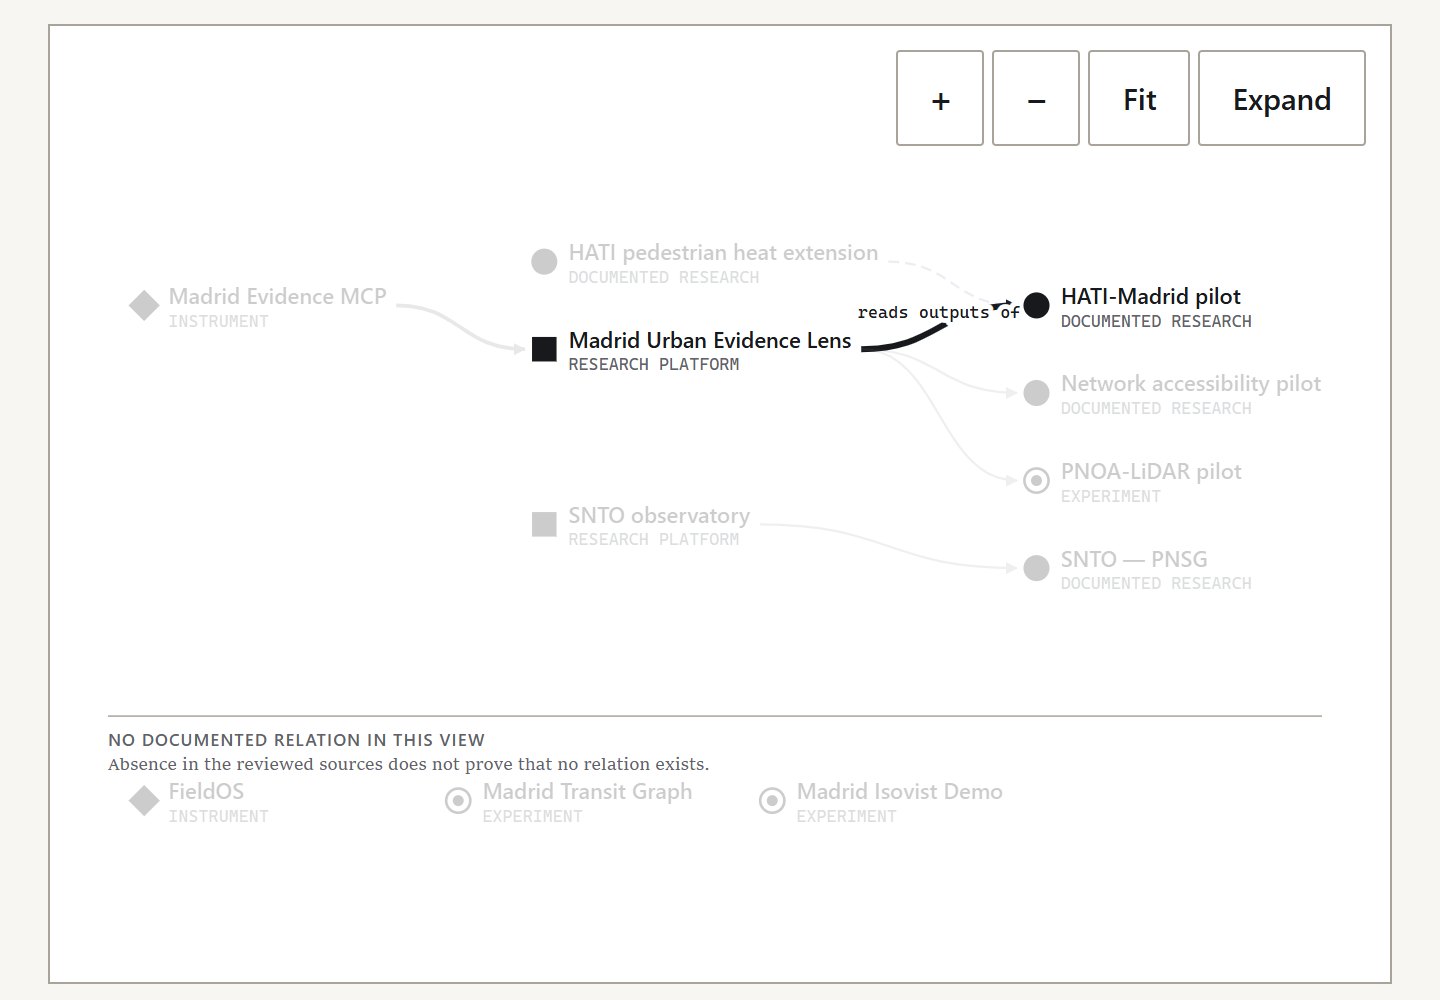 +
−
Fit
Expand
HATI pedestrian heat extension
DOCUMENTED RESEARCH
Madrid Evidence MCP
INSTRUMENT
reads outputs of
HATI-Madrid pilot
DOCUMENTED RESEARCH
Madrid Urban Evidence Lens
RESEARCH PLATFORM
Network accessibility pilot
DOCUMENTED RESEARCH
PNOA-LiDAR pilot
EXPERIMENT
SNTO observatory
RESEARCH PLATFORM
SNTO — PNSG
DOCUMENTED RESEARCH
NO DOCUMENTED RELATION IN THIS VIEW
Absence in the reviewed sources does not prove that no relation exists.
FieldOS
INSTRUMENT
Madrid Transit Graph
EXPERIMENT
Madrid Isovist Demo
EXPERIMENT